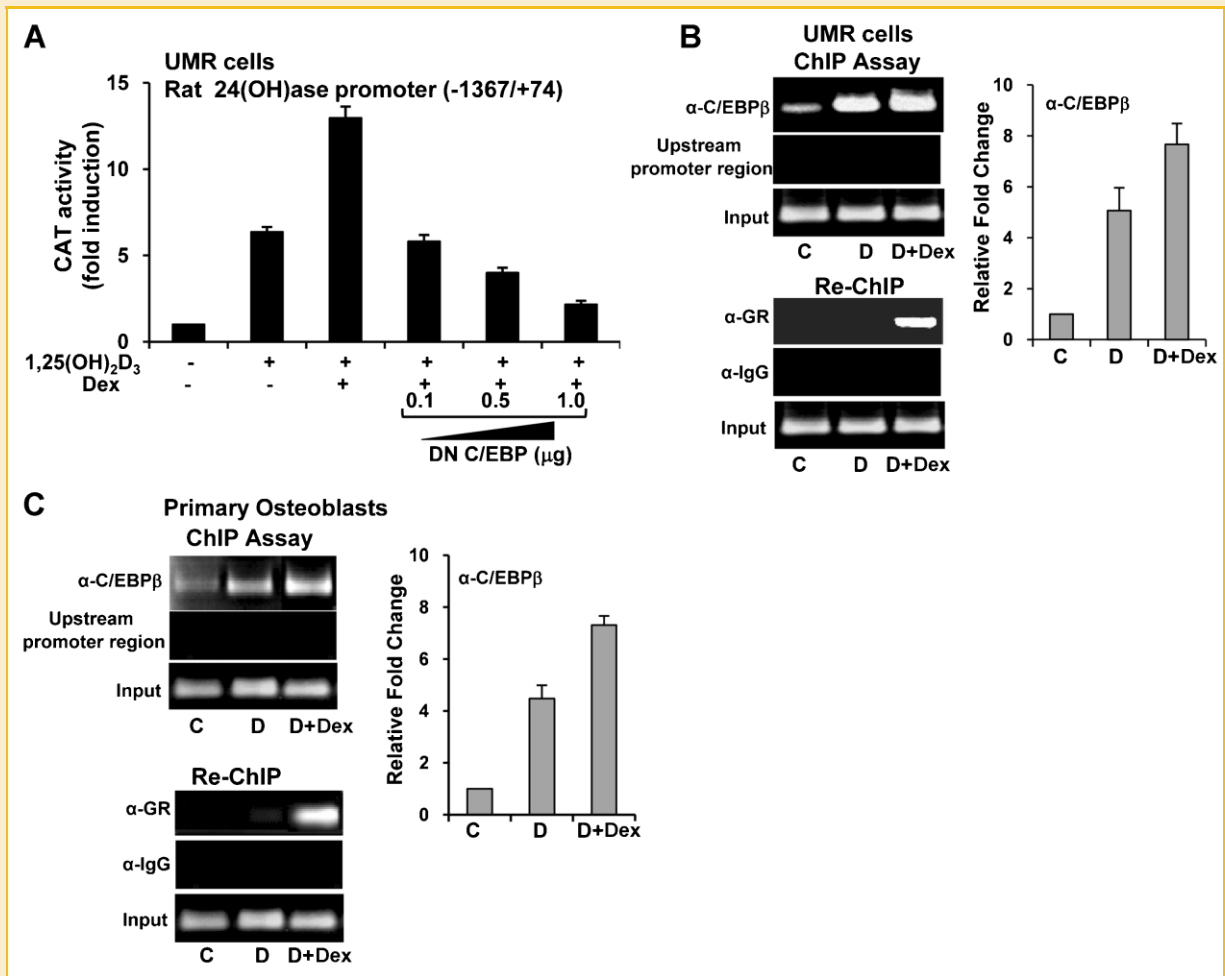 A
UMR cells
Rat 24(OH)ase promoter (-1367/+74)
CAT activity
(fold induction)
15
10
5
0
1,25(OH)₂D₃ - + + + + +
Dex - - + + + +
0.1 0.5 1.0
DN C/EBP (μg)
B
UMR cells
ChIP Assay
α-C/EBPβ
Upstream
promoter region
Input
C D D+Dex
Re-ChIP
α-GR
α-IgG
Input
C D D+Dex
α-C/EBPβ
Relative Fold Change
10
8
6
4
2
0
C D D+Dex
C
Primary Osteoblasts
ChIP Assay
α-C/EBPβ
Upstream
promoter region
Input
C D D+Dex
Re-ChIP
α-GR
α-IgG
Input
C D D+Dex
α-C/EBPβ
Relative Fold Change
10
8
6
4
2
0
C D D+Dex